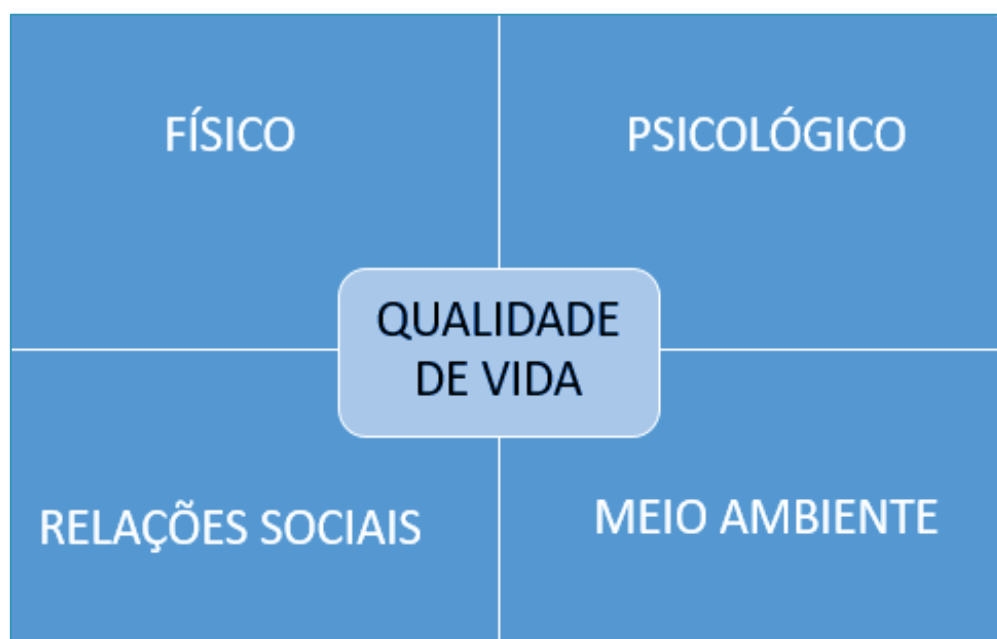 FÍSICO
PSICOLÓGICO
QUALIDADE
DE VIDA
RELAÇÕES SOCIAIS
MEIO AMBIENTE